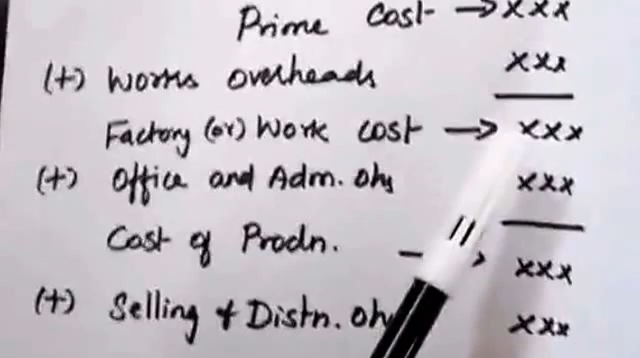 Prime Cost → xxx
(+) Works Overheads xxx
Factory (or) Work cost → xxx
(+) Office and Adm. ohs xxx
Cost of Prodn. → xxx
(+) Selling & Distn. oh xxx